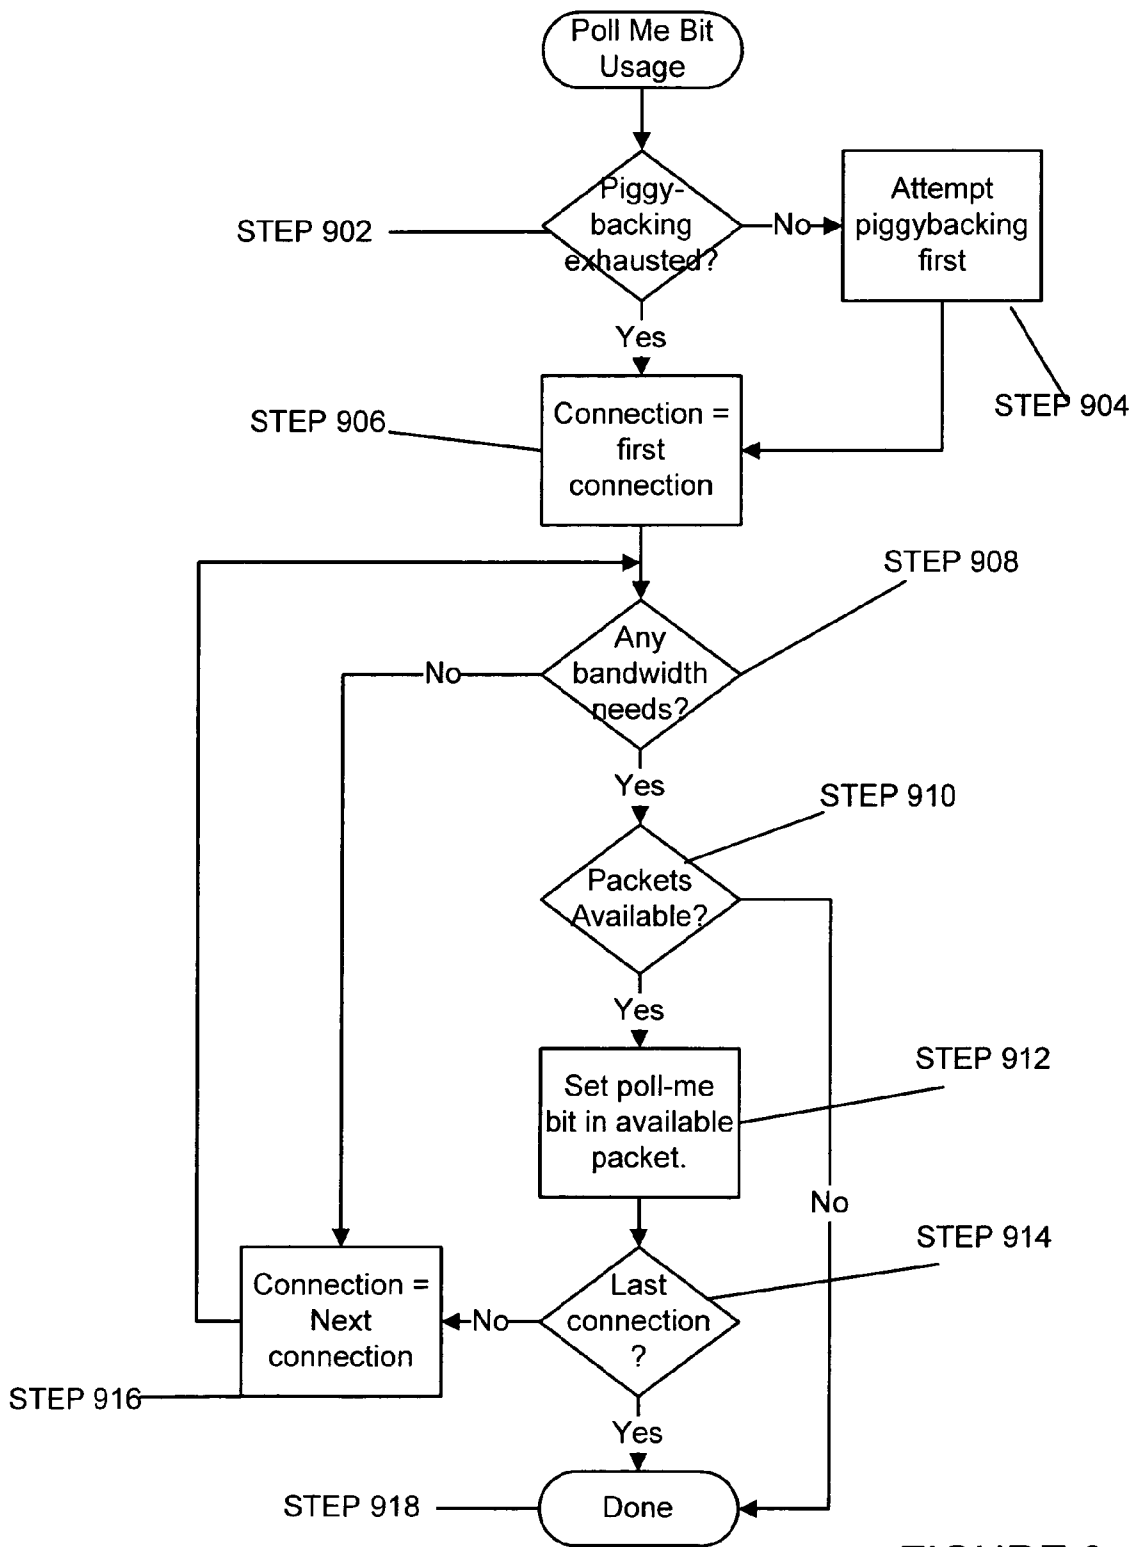 Poll Me Bit
Usage
Piggy-
backing
exhausted?
STEP 902
No
Attempt
piggybacking
first
STEP 904
Yes
STEP 906
Connection =
first
connection
STEP 908
Any
bandwidth
needs?
No
Yes
STEP 910
Packets
Available?
Yes
STEP 912
Set poll-me
bit in available
packet.
No
STEP 914
Last
connection
?
No
Connection =
Next
connection
STEP 916
Yes
STEP 918
Done